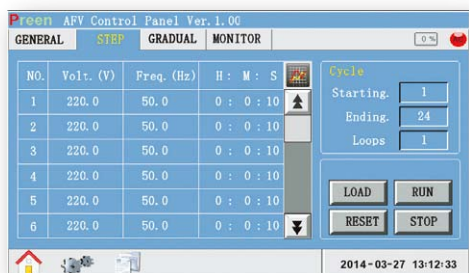 Preen AFV Control Panel Ver.1.00
GENERAL STEP GRADUAL MONITOR 0 %
NO. Volt. (V) Freq. (Hz) H : M : S
1 220.0 50.0 0 : 0 : 10
2 220.0 50.0 0 : 0 : 10
3 220.0 50.0 0 : 0 : 10
4 220.0 50.0 0 : 0 : 10
5 220.0 50.0 0 : 0 : 10
6 220.0 50.0 0 : 0 : 10
Cycle
Starting. 1
Ending. 24
Loops 1
LOAD RUN
RESET STOP
2014-03-27 13:12:33